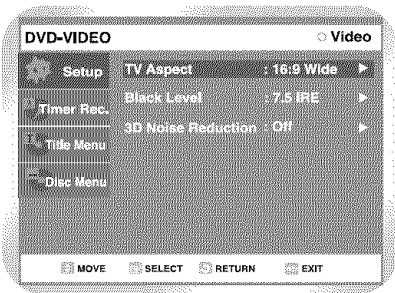 DVD-VIDEO ○ Video
Setup TV Aspect : 16:9 Wide ►
Black Level : 7.5 IRE ►
Timer Rec.
3D Noise Reduction : Off ►
Title Menu
Disc Menu
MOVE SELECT RETURN EXIT